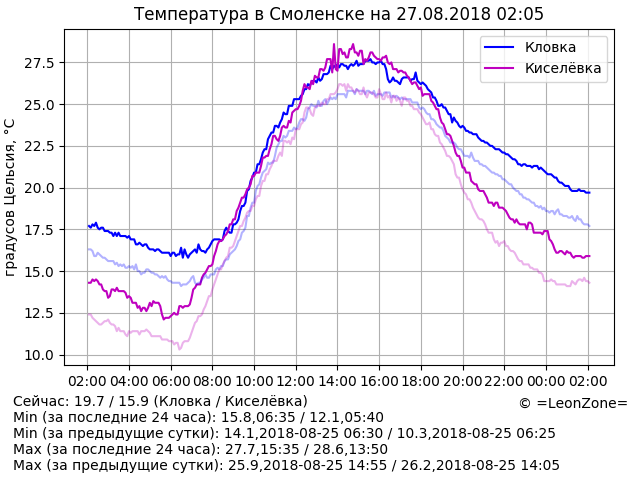 Температура в Смоленске на 27.08.2018 02:05
Кловка
Киселёвка
градусов Цельсия, °C
27.5
25.0
22.5
20.0
17.5
15.0
12.5
10.0
02:00 04:00 06:00 08:00 10:00 12:00 14:00 16:00 18:00 20:00 22:00 00:00 02:00
Сейчас: 19.7 / 15.9 (Кловка / Киселёвка)
© =LeonZone=
Min (за последние 24 часа): 15.8,06:35 / 12.1,05:40
Min (за предыдущие сутки): 14.1,2018-08-25 06:30 / 10.3,2018-08-25 06:25
Max (за последние 24 часа): 27.7,15:35 / 28.6,13:50
Max (за предыдущие сутки): 25.9,2018-08-25 14:55 / 26.2,2018-08-25 14:05